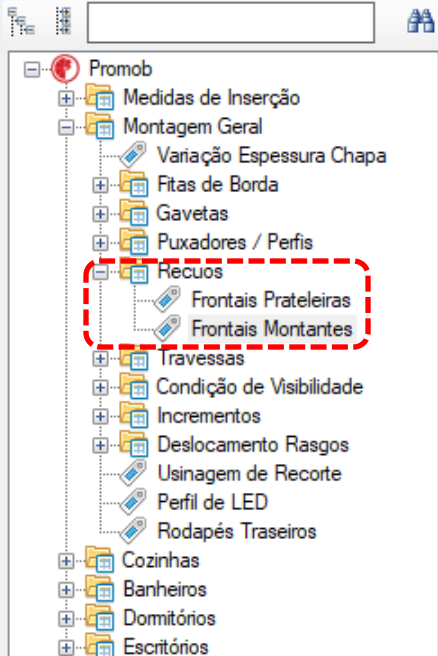 Promob
Medidas de Inserção
Montagem Geral
Variação Espessura Chapa
Fitas de Borda
Gavetas
Puxadores / Perfis
Recuos
Frontais Prateleiras
Frontais Montantes
Travessas
Condição de Visibilidade
Incrementos
Deslocamento Rasgos
Usinagem de Recorte
Perfil de LED
Rodapés Traseiros
Cozinhas
Banheiros
Dormitórios
Escritórios